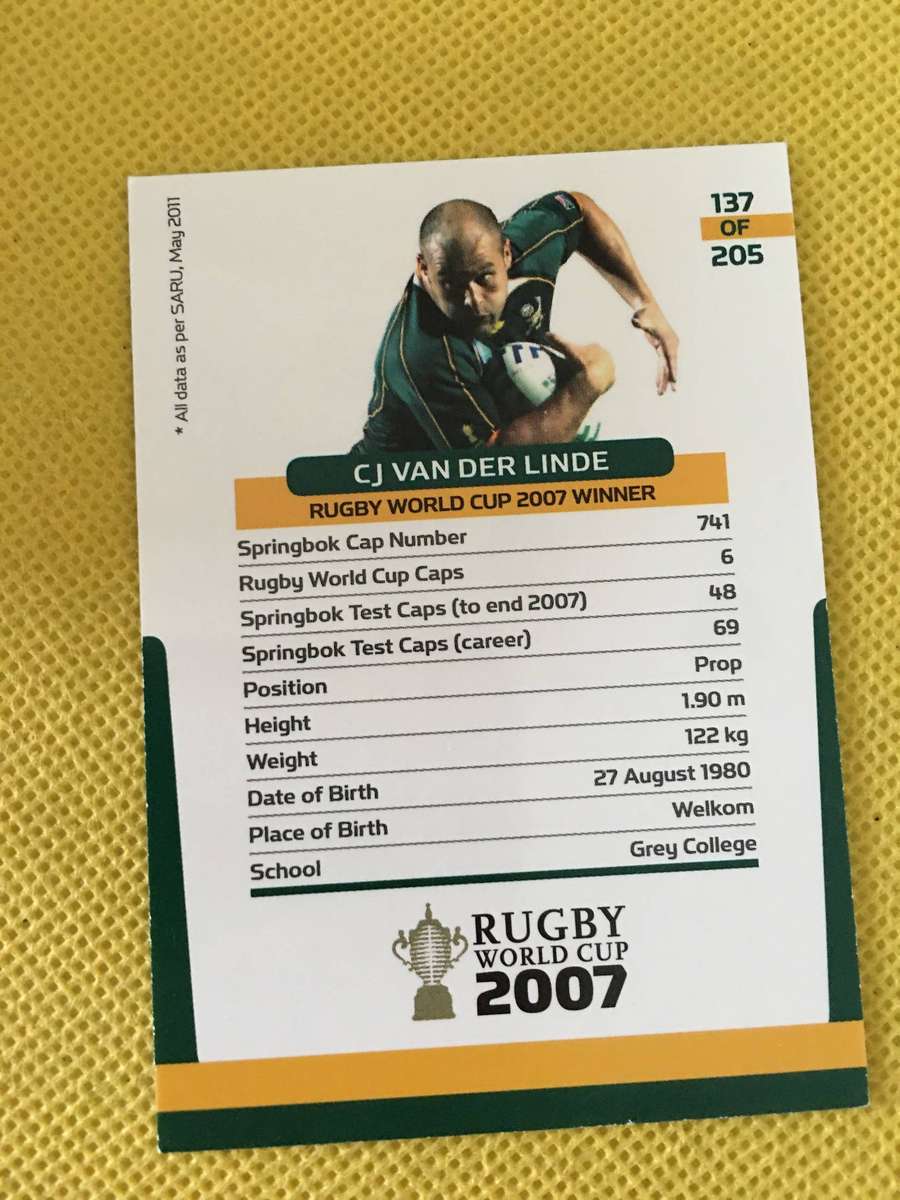 * All data as per SARU, May 2011
137
OF
205
CJ VAN DER LINDE
RUGBY WORLD CUP 2007 WINNER
Springbok Cap Number 741
Rugby World Cup Caps 6
Springbok Test Caps (to end 2007) 48
Springbok Test Caps (career) 69
Position Prop
Height 1.90 m
Weight 122 kg
Date of Birth 27 August 1980
Place of Birth Welkom
School Grey College
RUGBY
WORLD CUP
2007